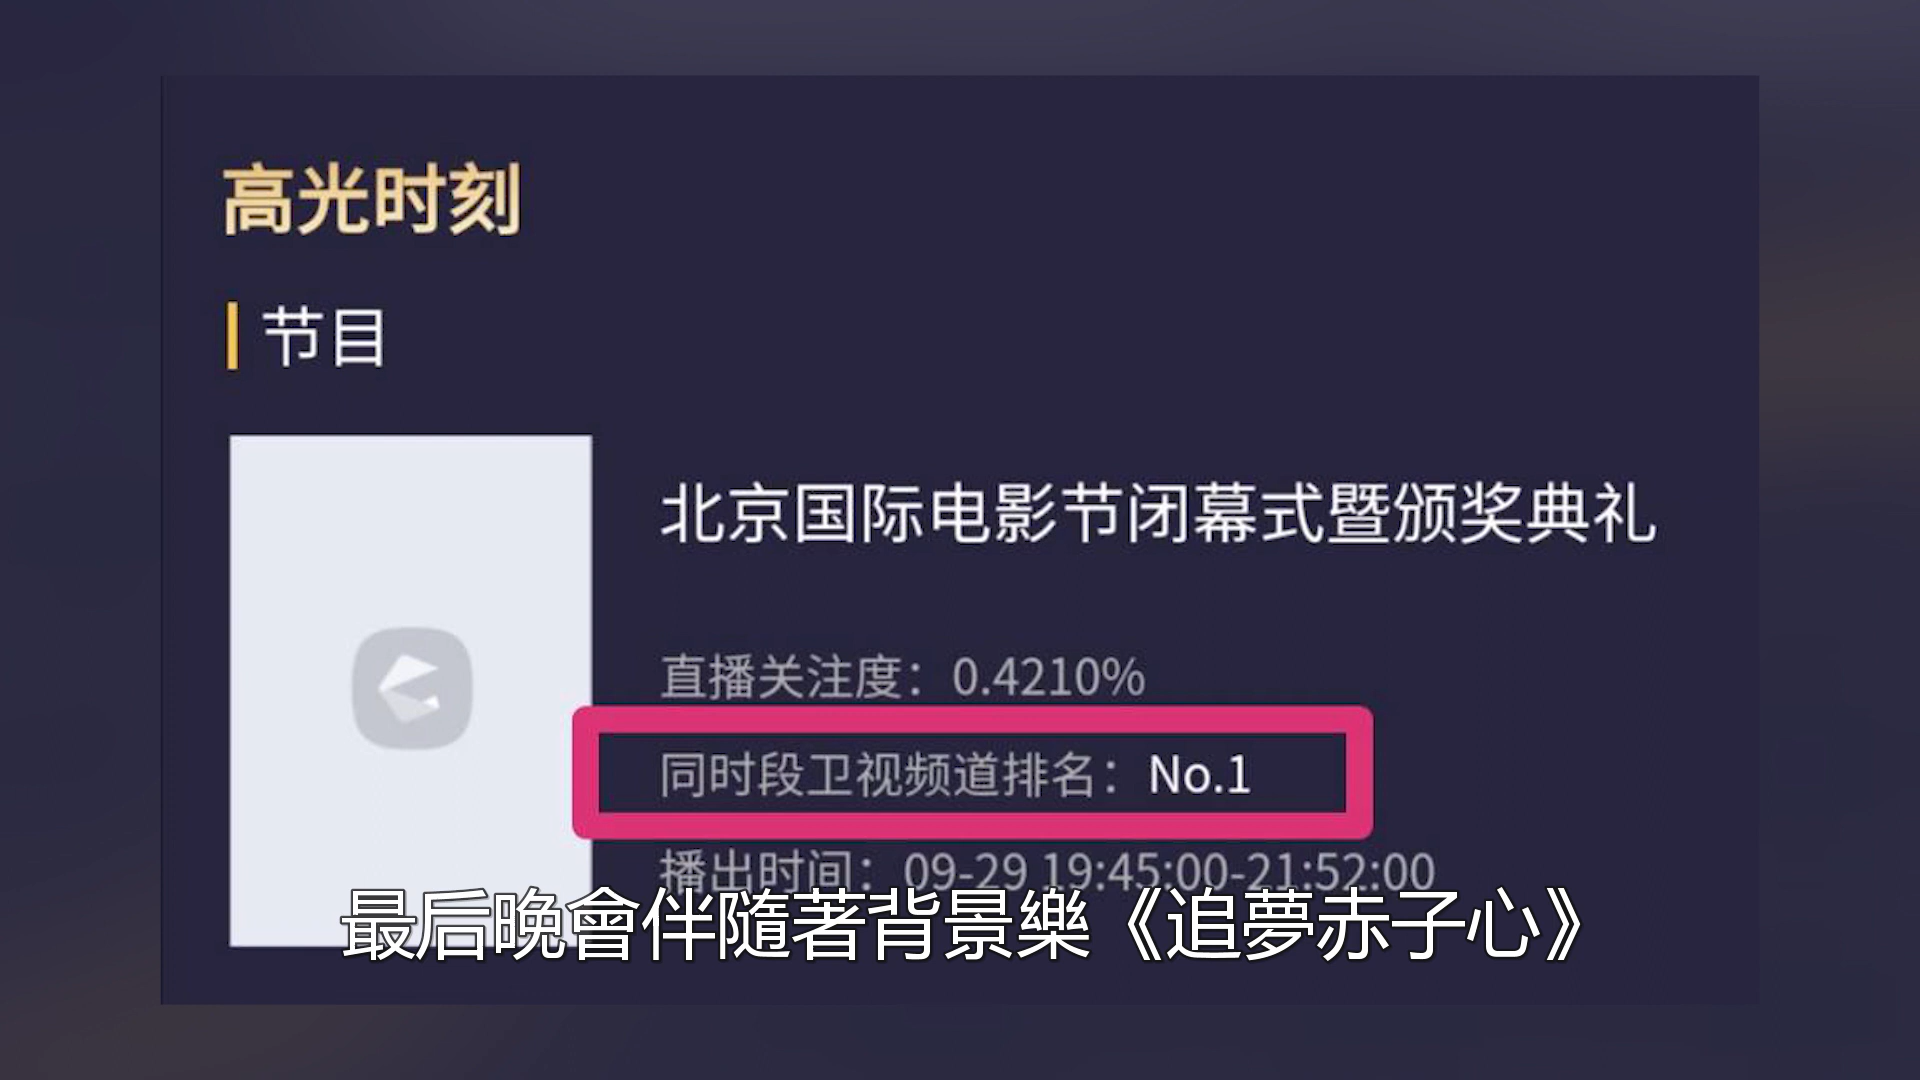 高光时刻
节目
北京国际电影节闭幕式暨颁奖典礼
直播关注度：0.4210%
同时段卫视频道排名：No.1
播出时间：09-29 19:45:00-21:52:00
最后晚會伴隨著背景樂《追夢赤子心》